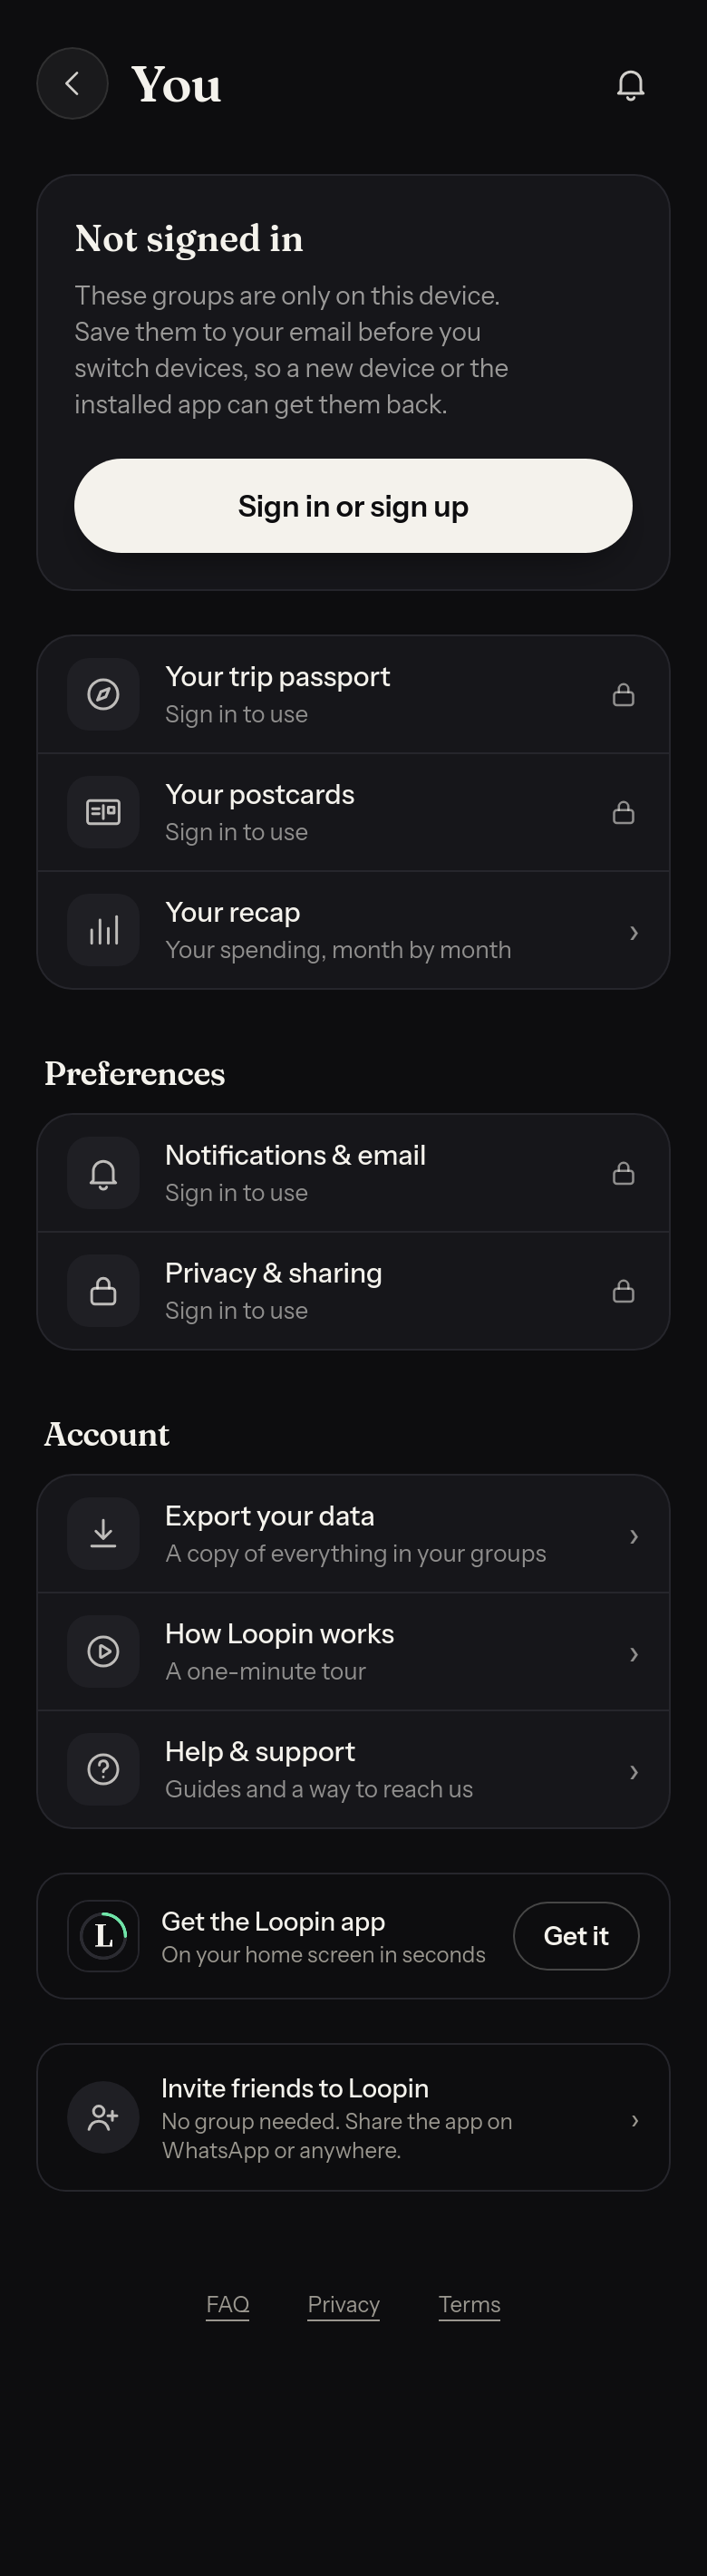 You
Not signed in
These groups are only on this device.
Save them to your email before you
switch devices, so a new device or the
installed app can get them back.
Sign in or sign up
Your trip passport
Sign in to use
Your postcards
Sign in to use
Your recap
Your spending, month by month
Preferences
Notifications & email
Sign in to use
Privacy & sharing
Sign in to use
Account
Export your data
A copy of everything in your groups
How Loopin works
A one-minute tour
Help & support
Guides and a way to reach us
L
Get the Loopin app
On your home screen in seconds
Get it
Invite friends to Loopin
No group needed. Share the app on
WhatsApp or anywhere.
FAQ Privacy Terms